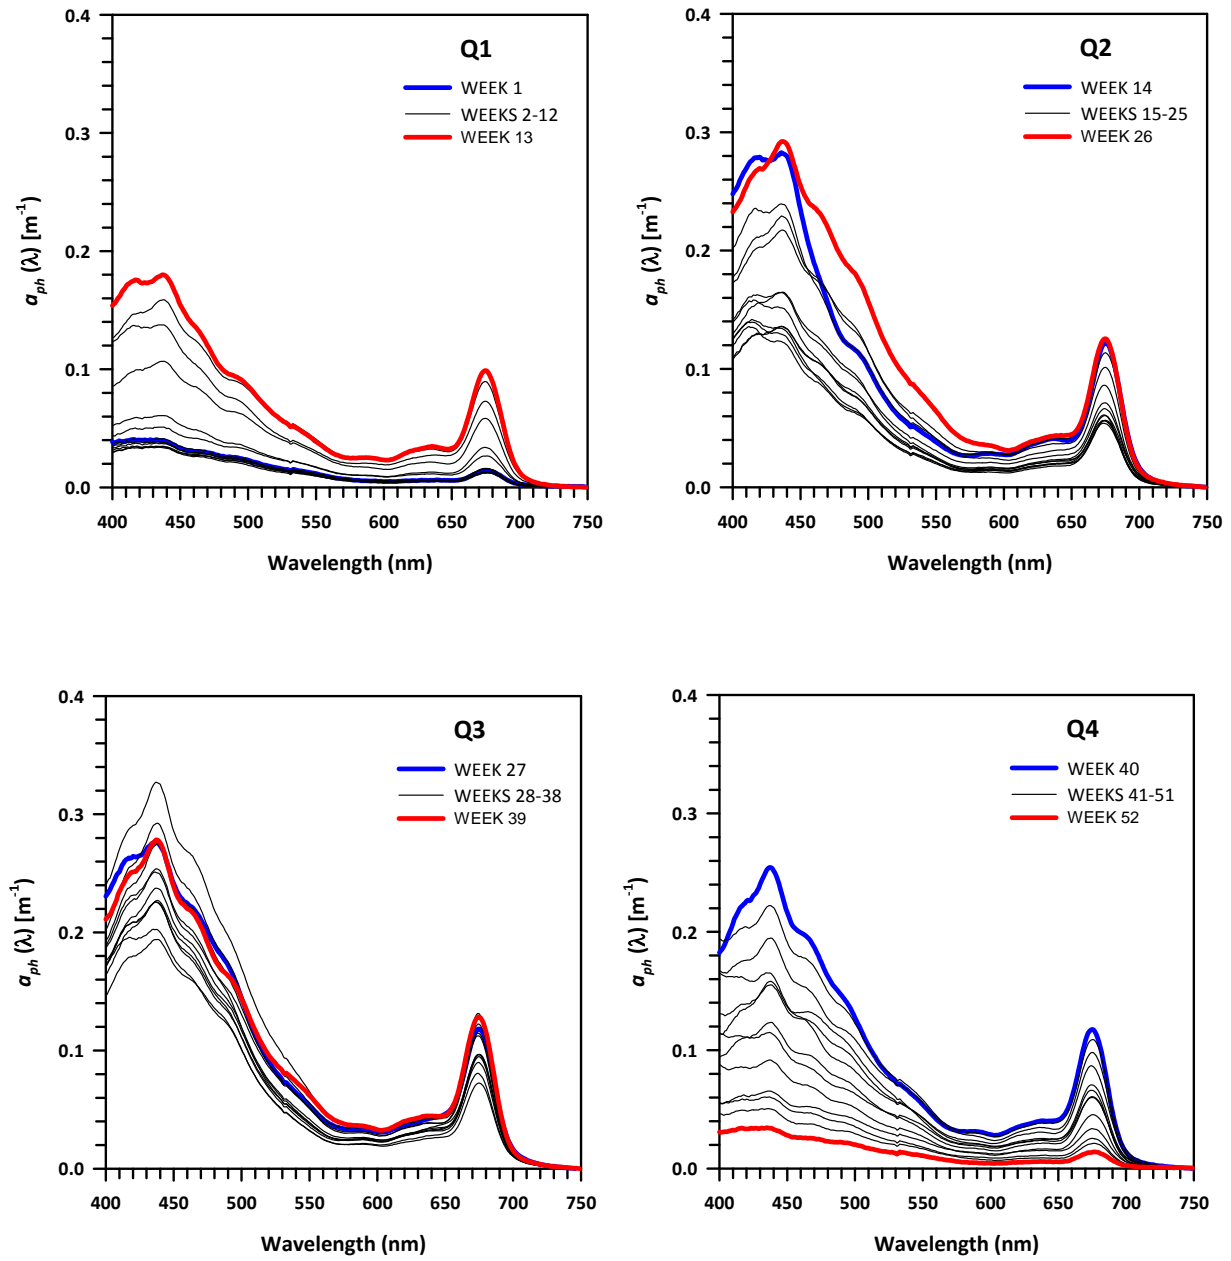 Q1
WEEK 1
WEEKS 2-12
WEEK 13
0.4
0.3
0.2
0.1
0.0
400 450 500 550 600 650 700 750
Wavelength (nm)
aph (λ) [m-1]
Q2
WEEK 14
WEEKS 15-25
WEEK 26
0.4
0.3
0.2
0.1
0.0
400 450 500 550 600 650 700 750
Wavelength (nm)
aph (λ) [m-1]
Q3
WEEK 27
WEEKS 28-38
WEEK 39
0.4
0.3
0.2
0.1
0.0
400 450 500 550 600 650 700 750
Wavelength (nm)
aph (λ) [m-1]
Q4
WEEK 40
WEEKS 41-51
WEEK 52
0.4
0.3
0.2
0.1
0.0
400 450 500 550 600 650 700 750
Wavelength (nm)
aph (λ) [m-1]